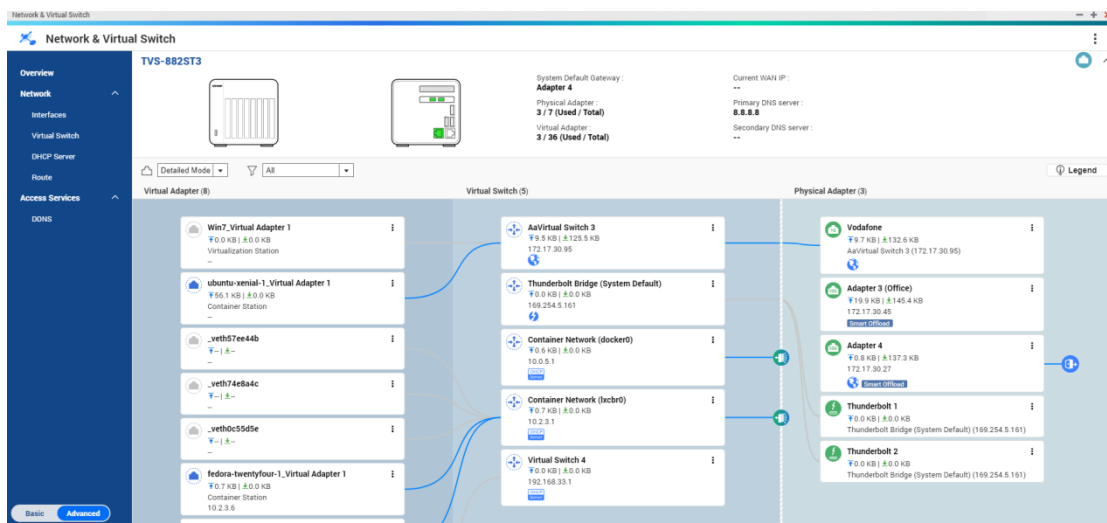 Network & Virtual Switch
Network & Virtual Switch
Overview
Network
Interfaces
Virtual Switch
DHCP Server
Route
Access Services
DDNS
Basic
Advanced
TVS-882ST3
System Default Gateway :
Adapter 4
Physical Adapter :
3 / 7 (Used / Total)
Virtual Adapter :
3 / 36 (Used / Total)
Current WAN IP :
--
Primary DNS server :
8.8.8.8
Secondary DNS server :
--
Detailed Mode
All
Legend
Virtual Adapter (8)
Win7_Virtual Adapter 1
0.0 KB | 0.0 KB
Virtualization Station
--
ubuntu-xenial-1_Virtual Adapter 1
56.1 KB | 0.0 KB
Container Station
--
_veth57ee44b
-- | --
--
_veth74e8a4c
-- | --
--
_veth0c55d5e
-- | --
--
fedora-twentyfour-1_Virtual Adapter 1
0.7 KB | 0.0 KB
Container Station
10.2.3.6
Virtual Switch (5)
AaVirtual Switch 3
9.5 KB | 125.5 KB
172.17.30.95
Thunderbolt Bridge (System Default)
0.0 KB | 0.0 KB
169.254.5.161
Container Network (docker0)
0.6 KB | 0.0 KB
10.0.5.1
DHCP
Server
Container Network (lxcbr0)
0.7 KB | 0.0 KB
10.2.3.1
DHCP
Server
Virtual Switch 4
0.0 KB | 0.0 KB
192.168.33.1
DHCP
Server
Physical Adapter (3)
Vodafone
9.7 KB | 132.6 KB
AaVirtual Switch 3 (172.17.30.95)
Adapter 3 (Office)
19.9 KB | 145.4 KB
172.17.30.45
Smart Offload
Adapter 4
0.8 KB | 137.3 KB
172.17.30.27
Smart Offload
Thunderbolt 1
0.0 KB | 0.0 KB
Thunderbolt Bridge (System Default) (169.254.5.161)
Thunderbolt 2
0.0 KB | 0.0 KB
Thunderbolt Bridge (System Default) (169.254.5.161)